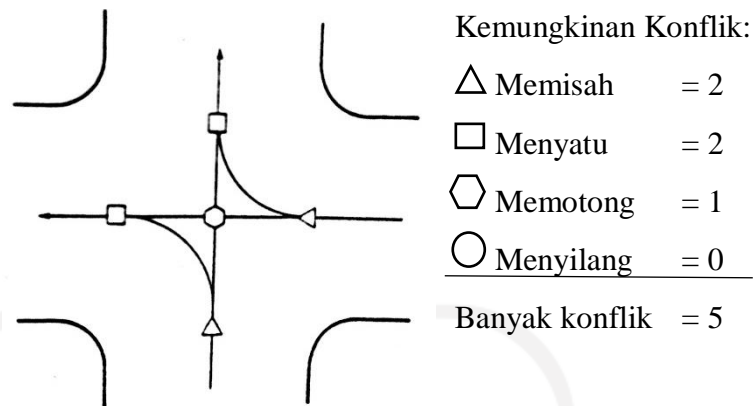 Kemungkinan Konflik:
Memisah = 2
Menyatu = 2
Memotong = 1
Menyilang = 0
Banyak konflik = 5